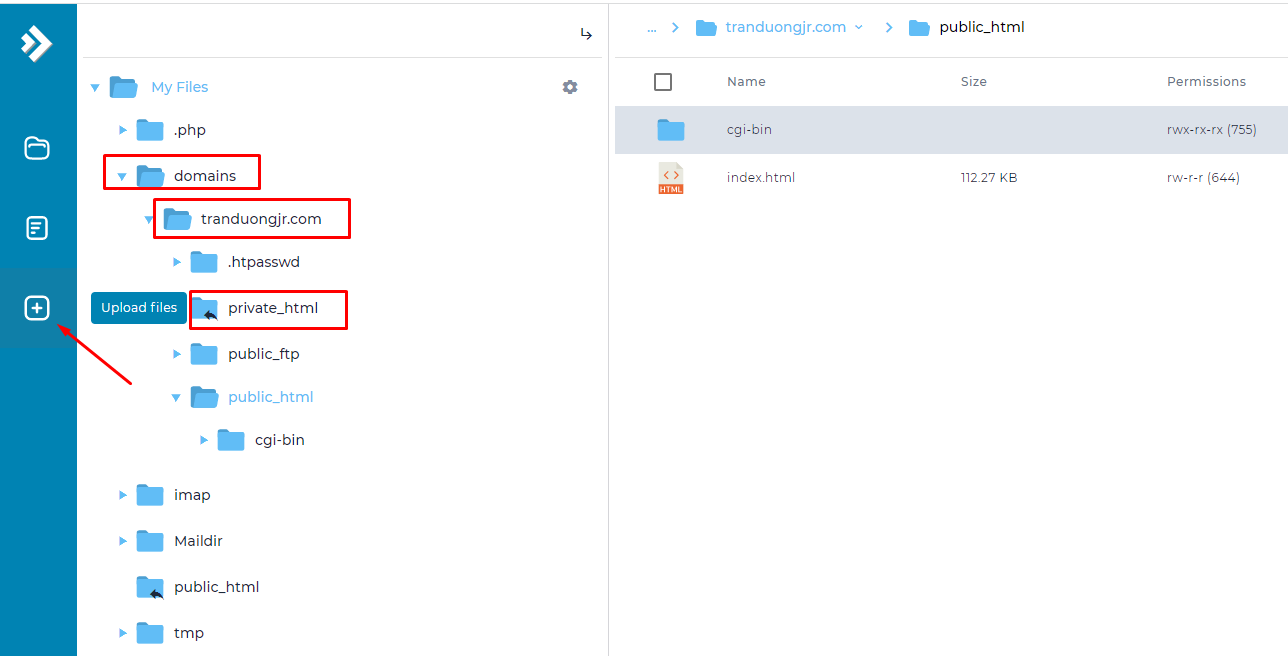 ... tranduongjr.com public_html
My Files
Name Size Permissions
.php
cgi-bin rwx-rx-rx (755)
domains
index.html 112.27 KB rw-r-r (644)
HTML
tranduongjr.com
.htpasswd
Upload files private_html
public_ftp
public_html
cgi-bin
imap
Maildir
public_html
tmp